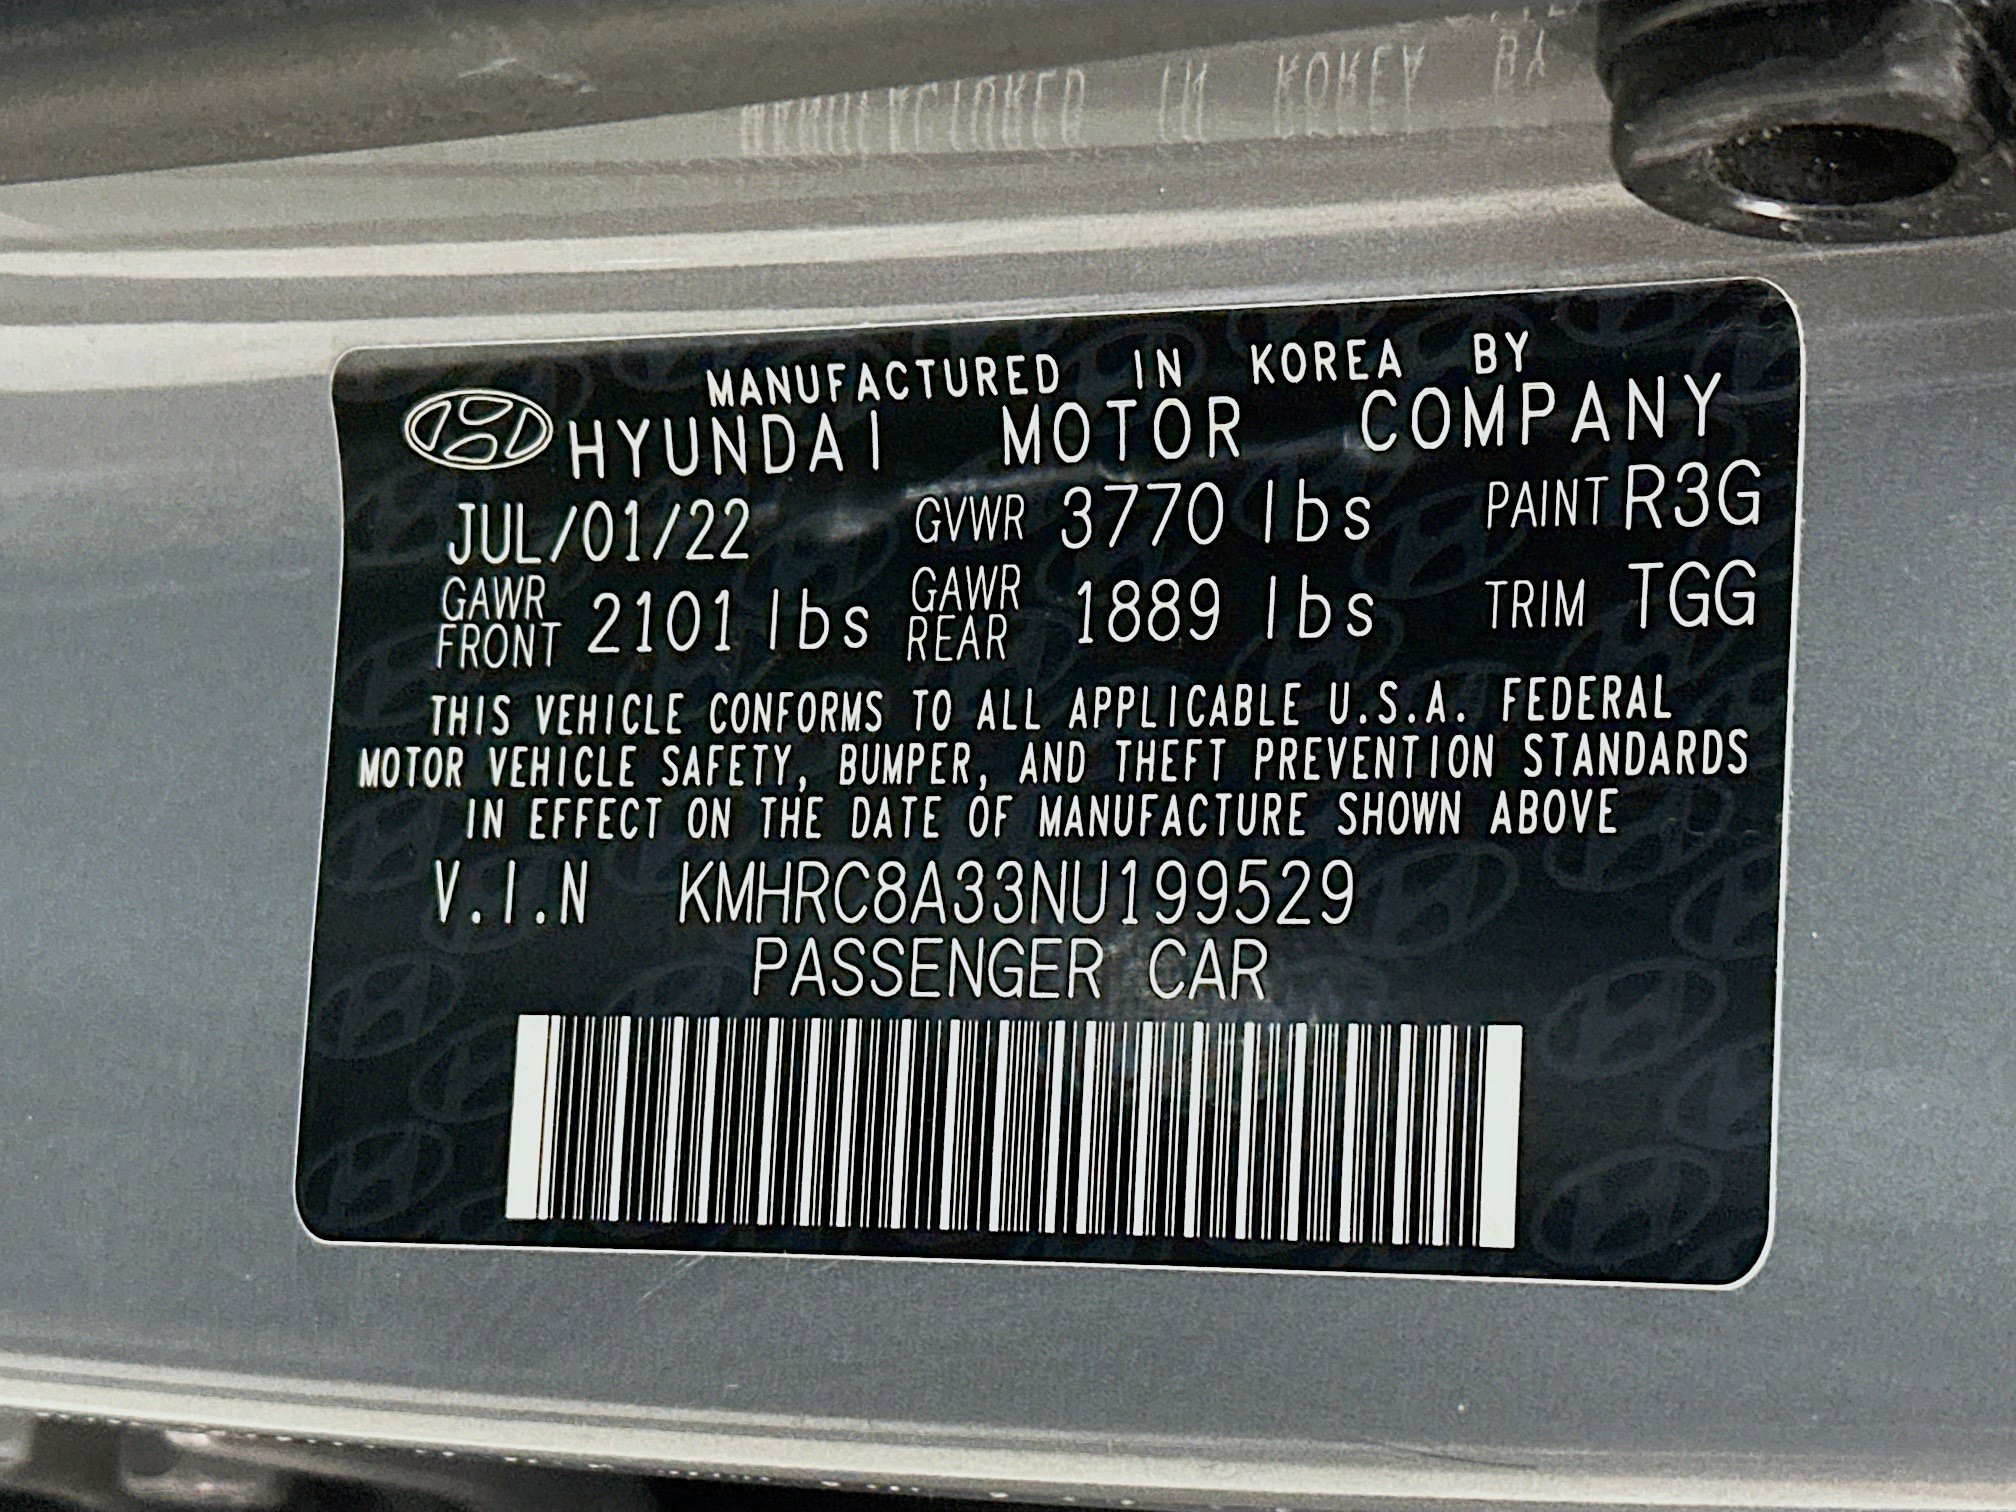 MANUFACTURED IN KOREA BY
HYUNDAI MOTOR COMPANY
JUL/01/22 GVWR 3770 lbs PAINT R3G
GAWR FRONT 2101 lbs GAWR REAR 1889 lbs TRIM TGG
THIS VEHICLE CONFORMS TO ALL APPLICABLE U.S.A. FEDERAL
MOTOR VEHICLE SAFETY, BUMPER, AND THEFT PREVENTION STANDARDS
IN EFFECT ON THE DATE OF MANUFACTURE SHOWN ABOVE
V.I.N KMHRC8A33NU199529
PASSENGER CAR